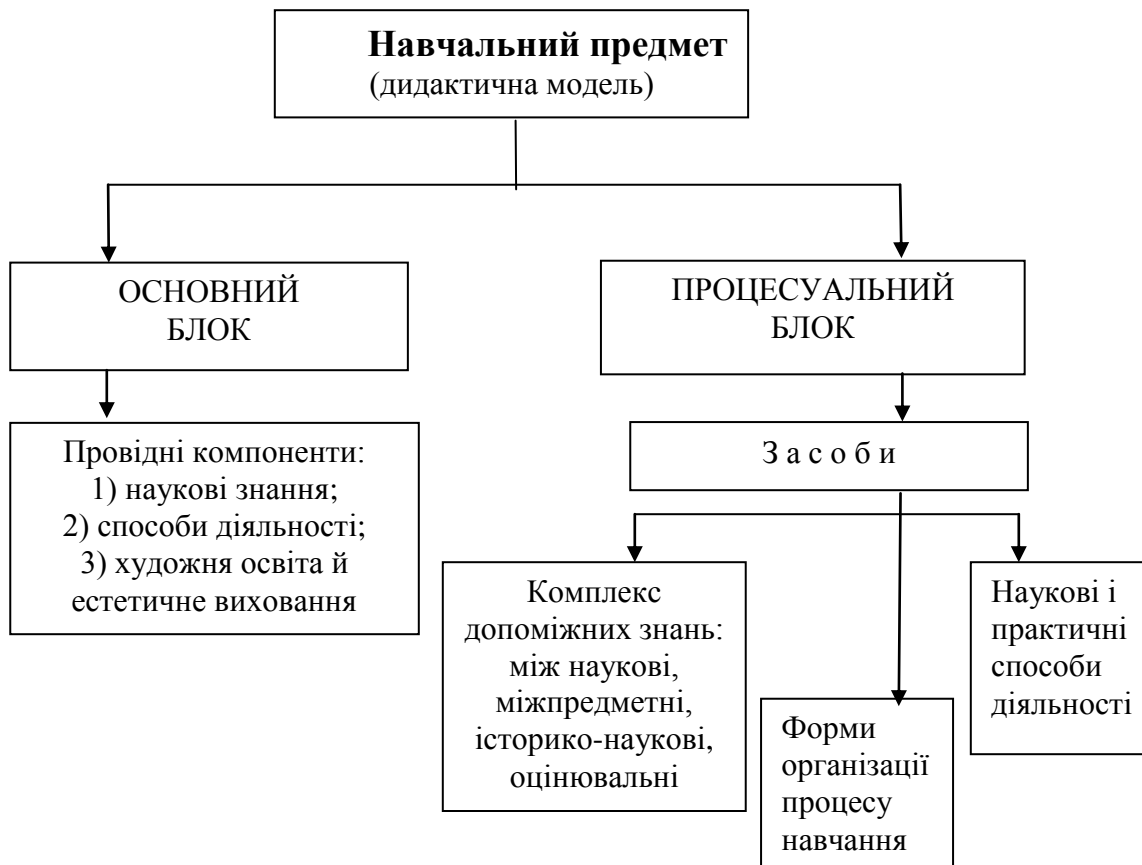 Навчальний предмет
(дидактична модель)
ОСНОВНИЙ
БЛОК
ПРОЦЕСУАЛЬНИЙ
БЛОК
Провідні компоненти:
1) наукові знання;
2) способи діяльності;
3) художня освіта й
естетичне виховання
З а с о б и
Комплекс
допоміжних знань:
між наукові,
міжпредметні,
історико-наукові,
оцінювальні
Форми
організації
процесу
навчання
Наукові і
практичні
способи
діяльності